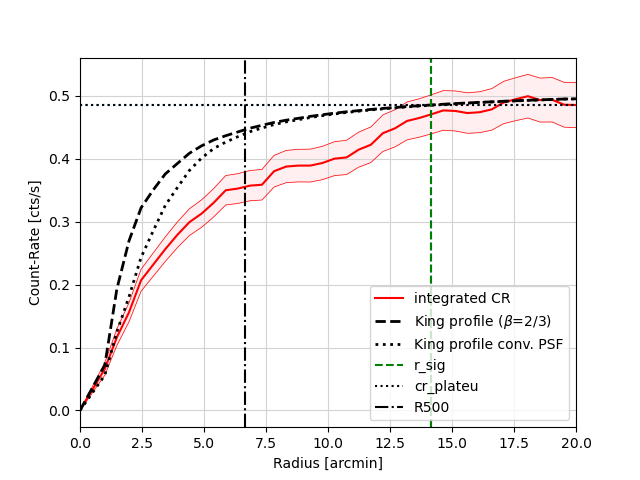 Count-Rate [cts/s]
0.5
0.4
0.3
0.2
0.1
0.0
integrated CR
King profile (β=2/3)
King profile conv. PSF
r_sig
cr_plateu
R500
0.0 2.5 5.0 7.5 10.0 12.5 15.0 17.5 20.0
Radius [arcmin]